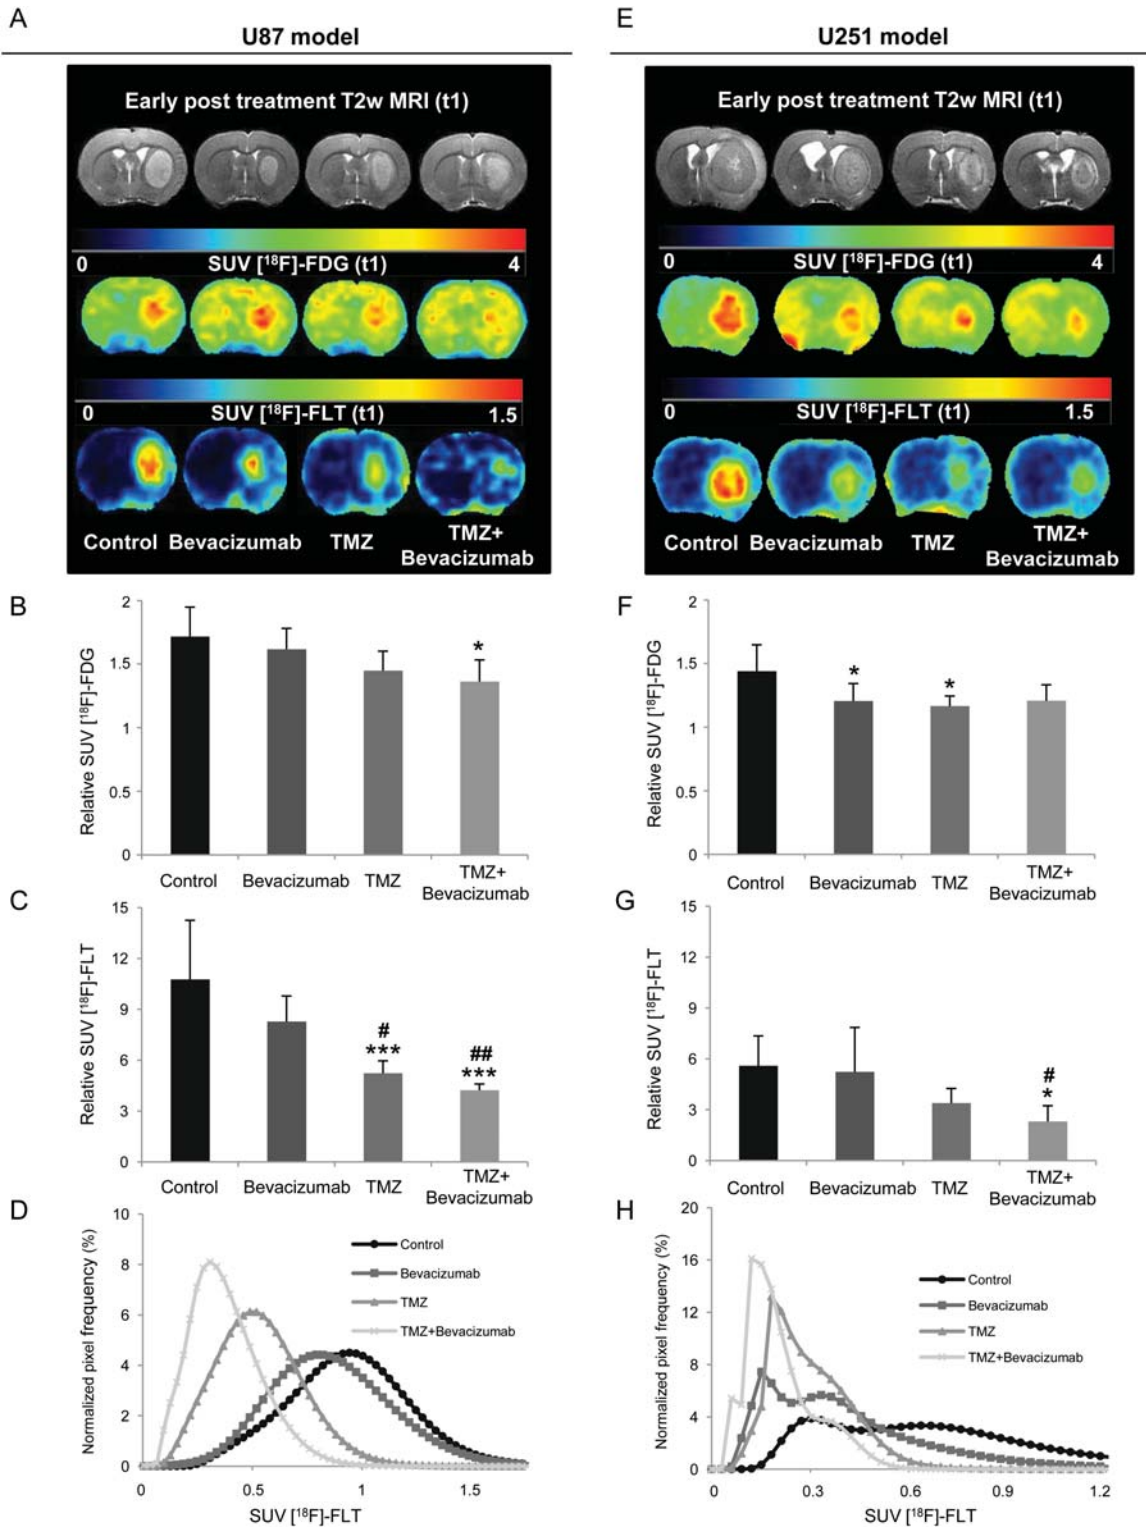 A
U87 model
Early post treatment T2w MRI (t1)
0 SUV [¹⁸F]-FDG (t1) 4
0 SUV [¹⁸F]-FLT (t1) 1.5
Control Bevacizumab TMZ TMZ+
Bevacizumab
E
U251 model
Early post treatment T2w MRI (t1)
0 SUV [¹⁸F]-FDG (t1) 4
0 SUV [¹⁸F]-FLT (t1) 1.5
Control Bevacizumab TMZ TMZ+
Bevacizumab
B
Relative SUV [¹⁸F]-FDG
2
1.5
1
0.5
0
*
Control Bevacizumab TMZ TMZ+
Bevacizumab
F
Relative SUV [¹⁸F]-FDG
2
1.5
1
0.5
0
* *
Control Bevacizumab TMZ TMZ+
Bevacizumab
C
Relative SUV [¹⁸F]-FLT
15
12
9
6
3
0
# ##
*** ***
Control Bevacizumab TMZ TMZ+
Bevacizumab
G
Relative SUV [¹⁸F]-FLT
15
12
9
6
3
0
#
*
Control Bevacizumab TMZ TMZ+
Bevacizumab
D
Normalized pixel frequency (%)
10
8
6
4
2
0
Control
Bevacizumab
TMZ
TMZ+Bevacizumab
0 0.5 1 1.5
SUV [¹⁸F]-FLT
H
Normalized pixel frequency (%)
20
16
12
8
4
0
Control
Bevacizumab
TMZ
TMZ+Bevacizumab
0 0.3 0.6 0.9 1.2
SUV [¹⁸F]-FLT